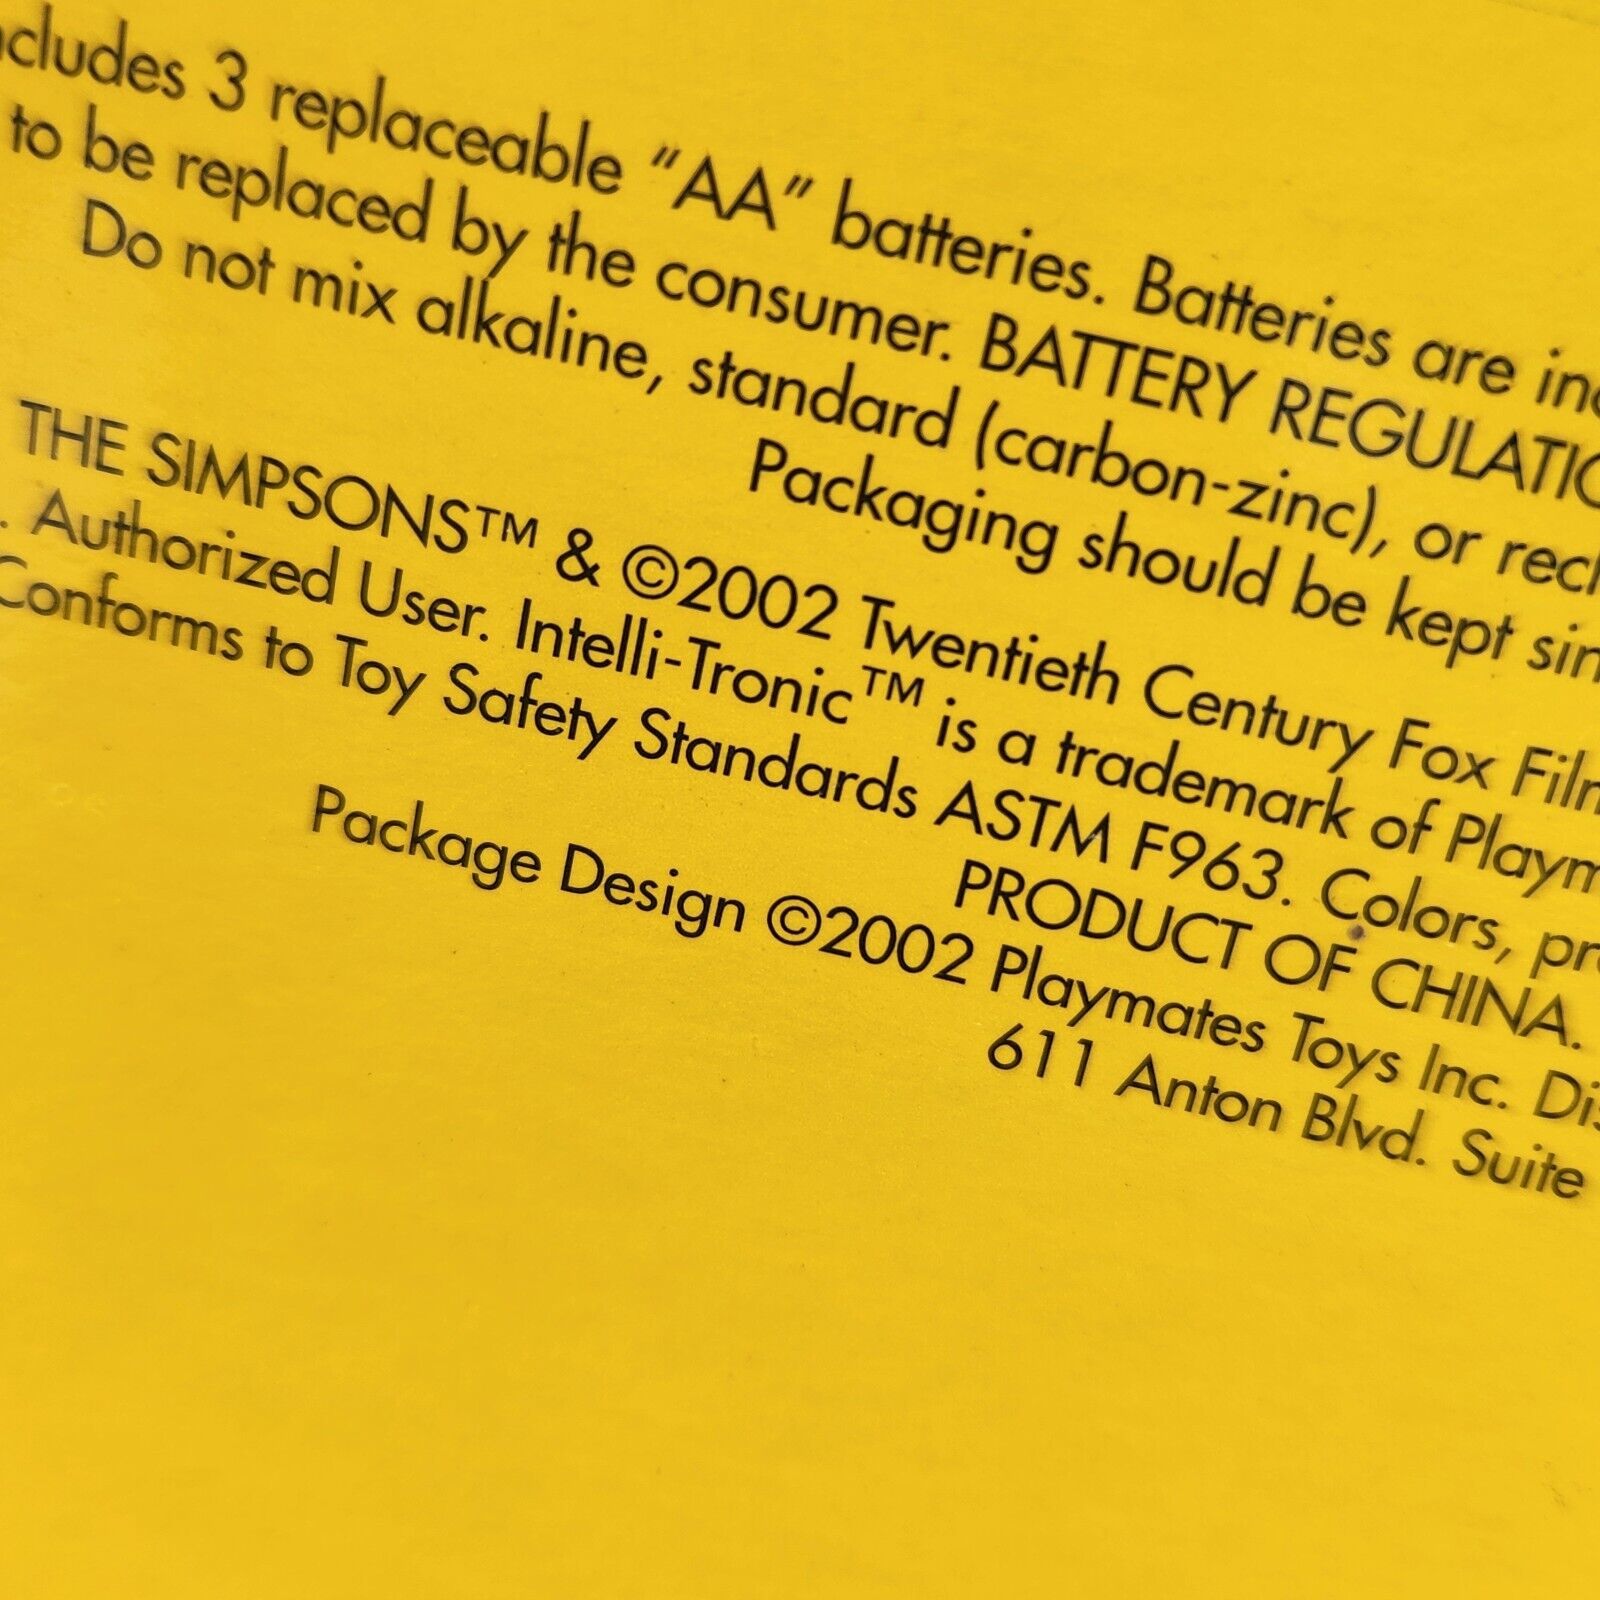 cludes 3 replaceable “AA” batteries. Batteries are inc
to be replaced by the consumer. BATTERY REGULATIO
Do not mix alkaline, standard (carbon-zinc), or rech
Packaging should be kept sin
THE SIMPSONS™ & ©2002 Twentieth Century Fox Film
. Authorized User. Intelli-Tronic™ is a trademark of Playm
Conforms to Toy Safety Standards ASTM F963. Colors, pr
PRODUCT OF CHINA.
Package Design ©2002 Playmates Toys Inc. Dis
611 Anton Blvd. Suite